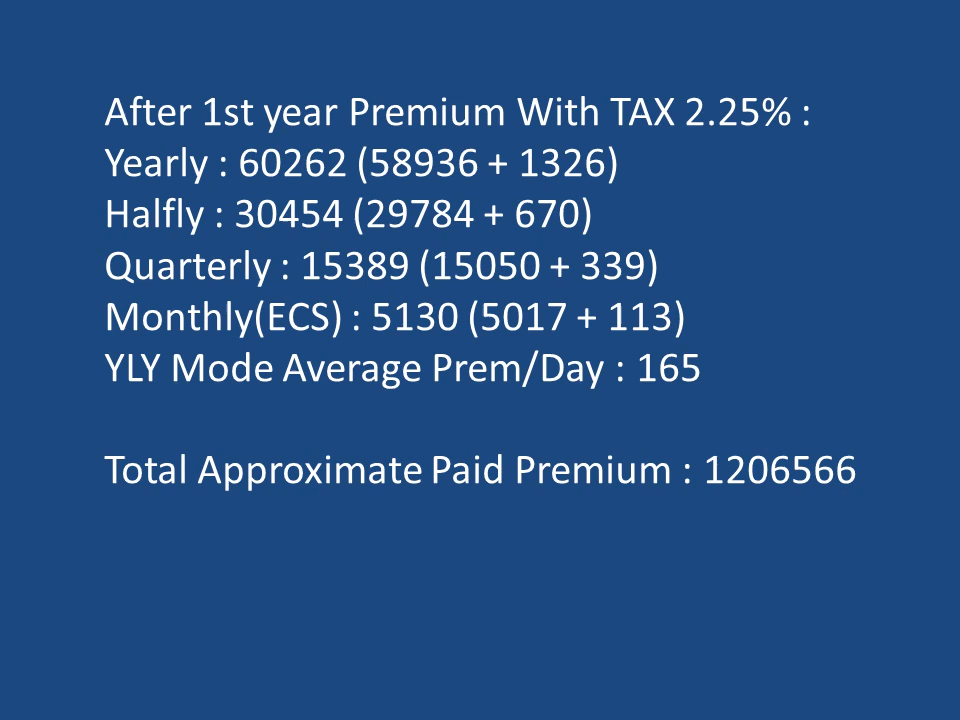 After 1st year Premium With TAX 2.25% :
Yearly : 60262 (58936 + 1326)
Halfly : 30454 (29784 + 670)
Quarterly : 15389 (15050 + 339)
Monthly(ECS) : 5130 (5017 + 113)
YLY Mode Average Prem/Day : 165
Total Approximate Paid Premium : 1206566